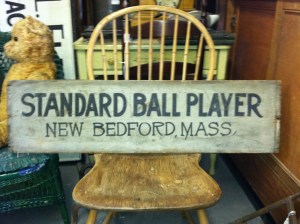 STANDARD BALL PLAYER
NEW BEDFORD, MASS.